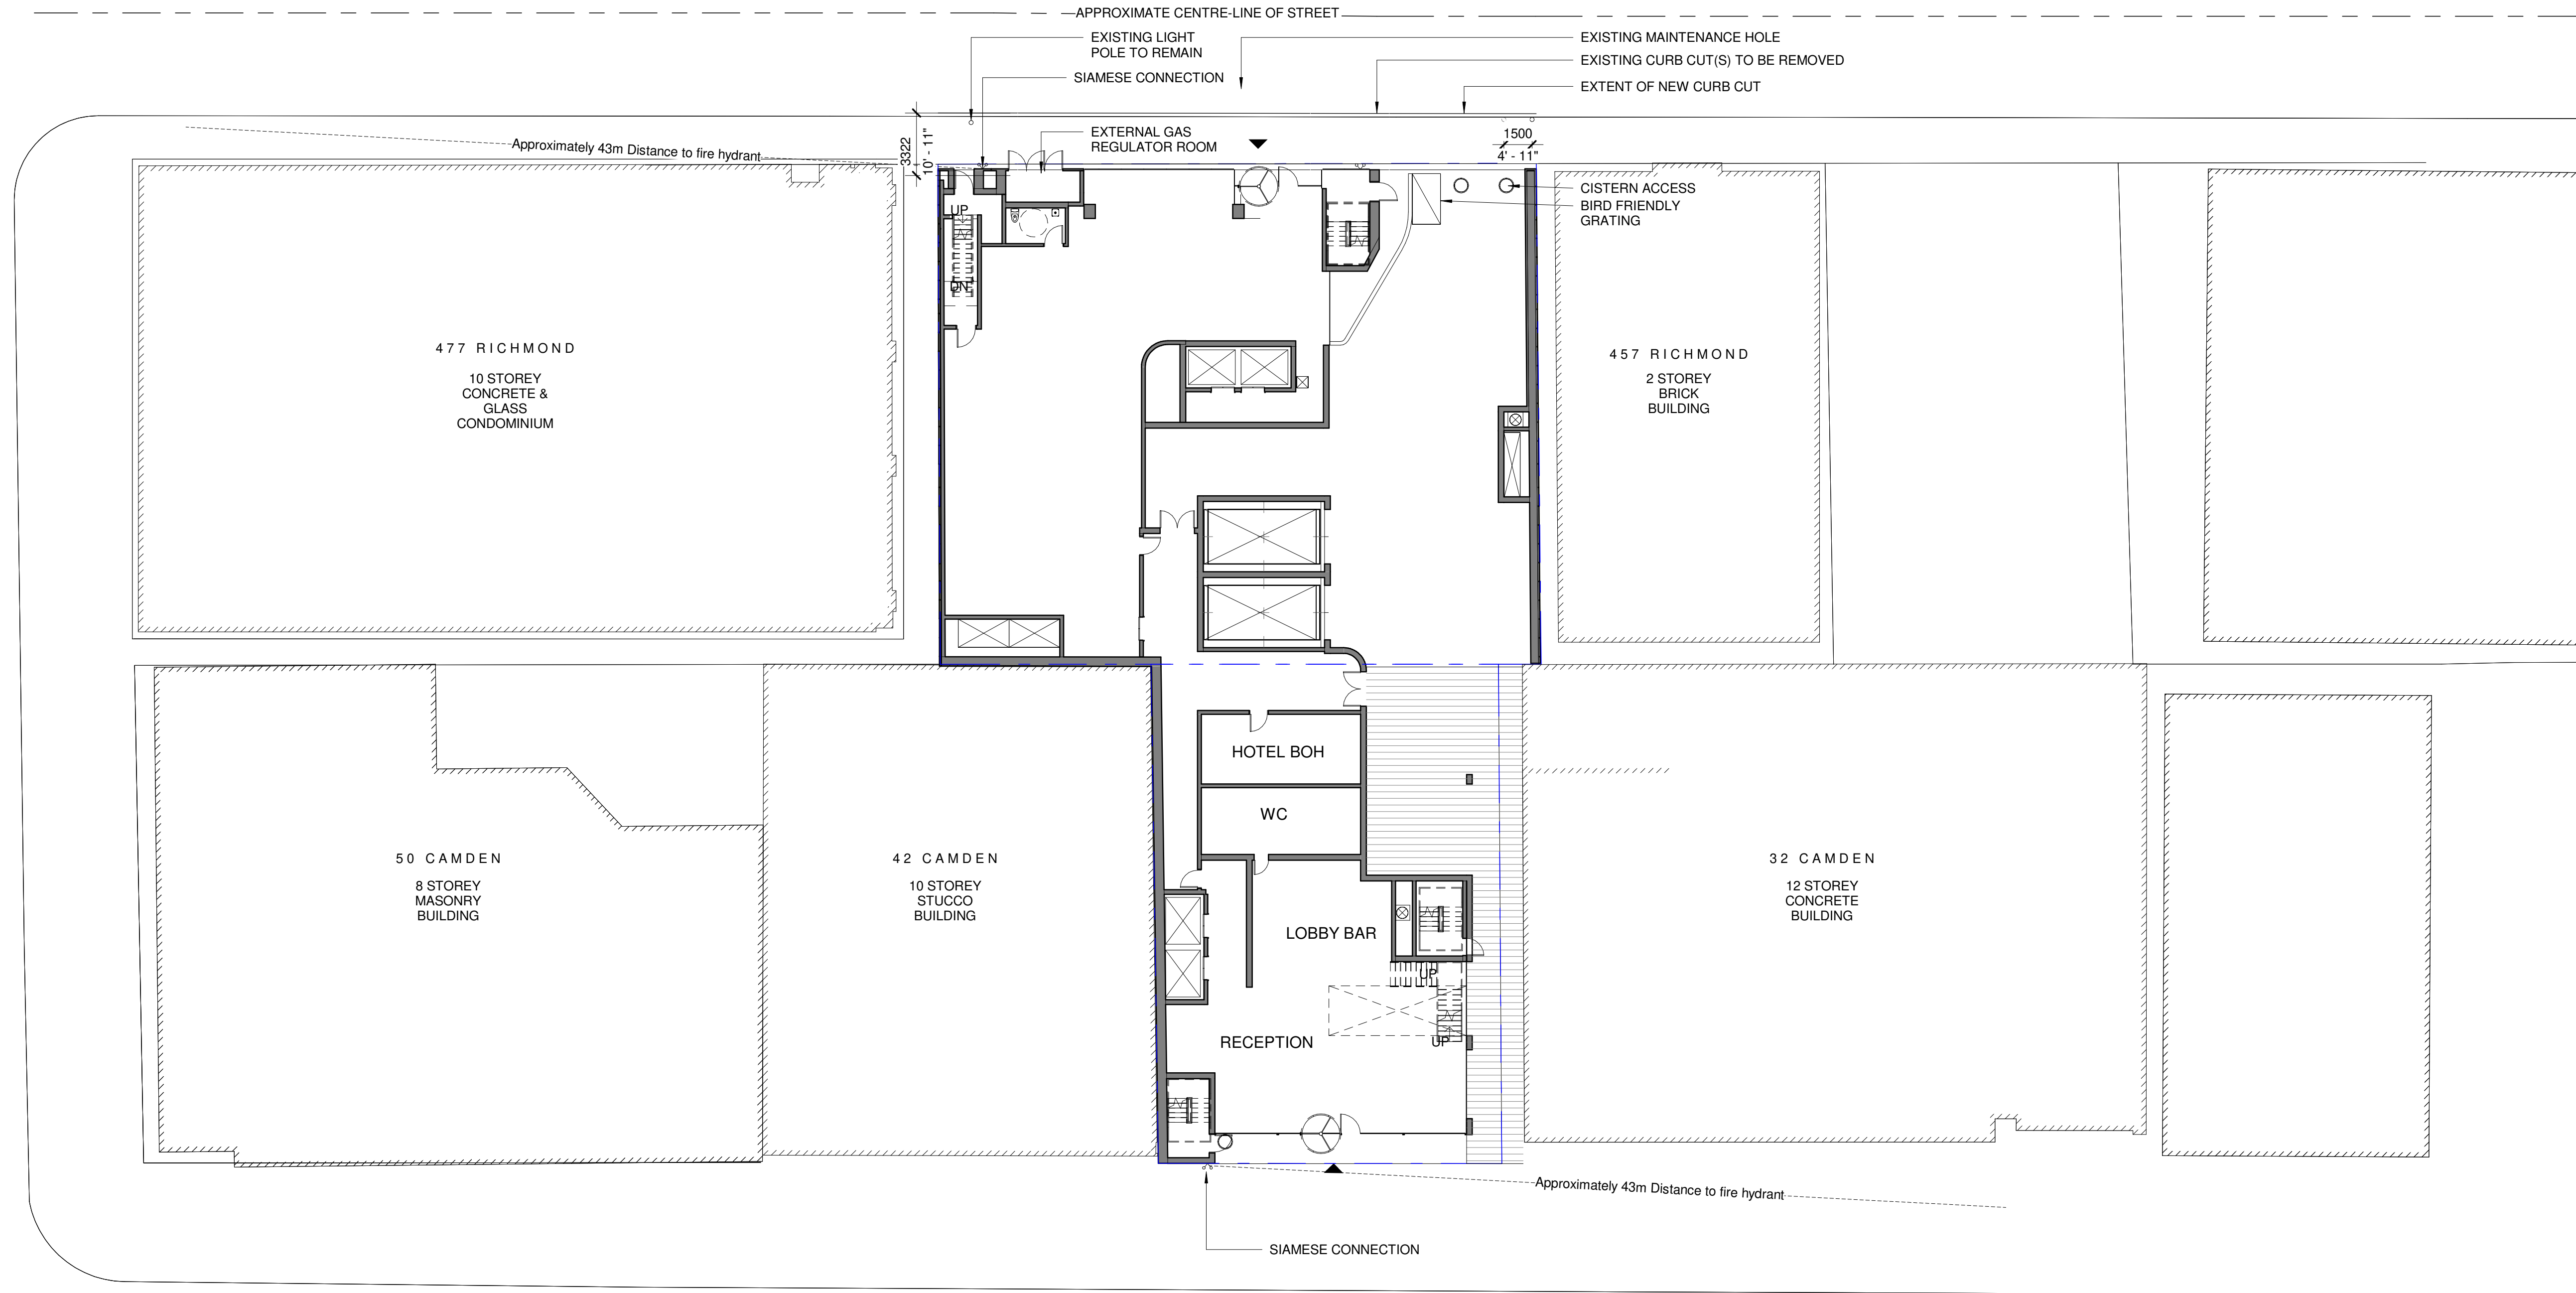 APPROXIMATE CENTRE-LINE OF STREET
EXISTING LIGHT
POLE TO REMAIN
SIAMESE CONNECTION
EXISTING MAINTENANCE HOLE
EXISTING CURB CUT(S) TO BE REMOVED
EXTENT OF NEW CURB CUT
Approximately 43m Distance to fire hydrant
3322
10' - 11"
EXTERNAL GAS
REGULATOR ROOM
1500
4' - 11"
CISTERN ACCESS
BIRD FRIENDLY
GRATING
UP
DN
477 RICHMOND
10 STOREY
CONCRETE &
GLASS
CONDOMINIUM
457 RICHMOND
2 STOREY
BRICK
BUILDING
HOTEL BOH
WC
50 CAMDEN
8 STOREY
MASONRY
BUILDING
42 CAMDEN
10 STOREY
STUCCO
BUILDING
LOBBY BAR
UP
RECEPTION
UP
32 CAMDEN
12 STOREY
CONCRETE
BUILDING
Approximately 43m Distance to fire hydrant
SIAMESE CONNECTION